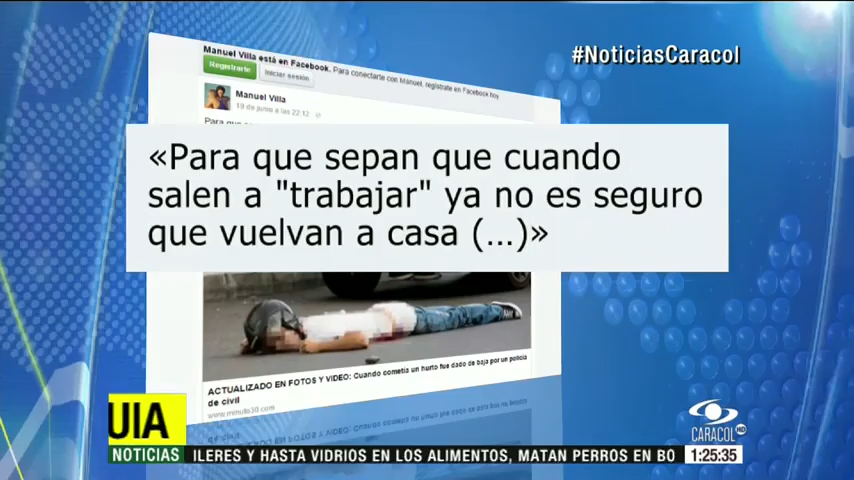 Manuel Villa está en Facebook. Para conectarte con Manuel, regístrate en Facebook hoy.
#NoticiasCaracol
Registrarte Iniciar sesión
Manuel Villa
19 de junio a las 22:12
Para que
«Para que sepan que cuando
salen a "trabajar" ya no es seguro
que vuelvan a casa (...)»
ACTUALIZADO EN FOTOS Y VIDEO: Cuando cometía un hurto fue dado de baja por un policía
de civil
www.minuto30.com
UIA
CARACOL HD
NOTICIAS ILERES Y HASTA VIDRIOS EN LOS ALIMENTOS, MATAN PERROS EN BO 1:25:35